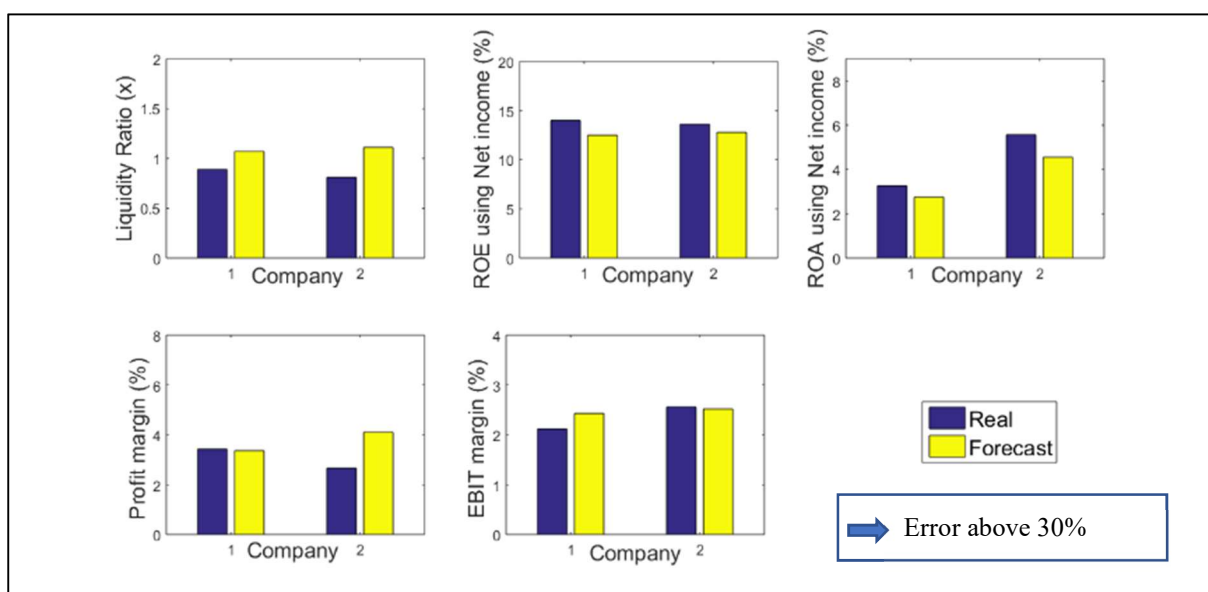 Liquidity Ratio (x)
2
1.5
1
0.5
0
1 Company 2
ROE using Net income (%)
20
15
10
5
0
1 Company 2
ROA using Net income (%)
8
6
4
2
0
1 Company 2
Profit margin (%)
8
6
4
2
0
1 Company 2
EBIT margin (%)
4
3
2
1
0
1 Company 2
Real
Forecast
Error above 30%